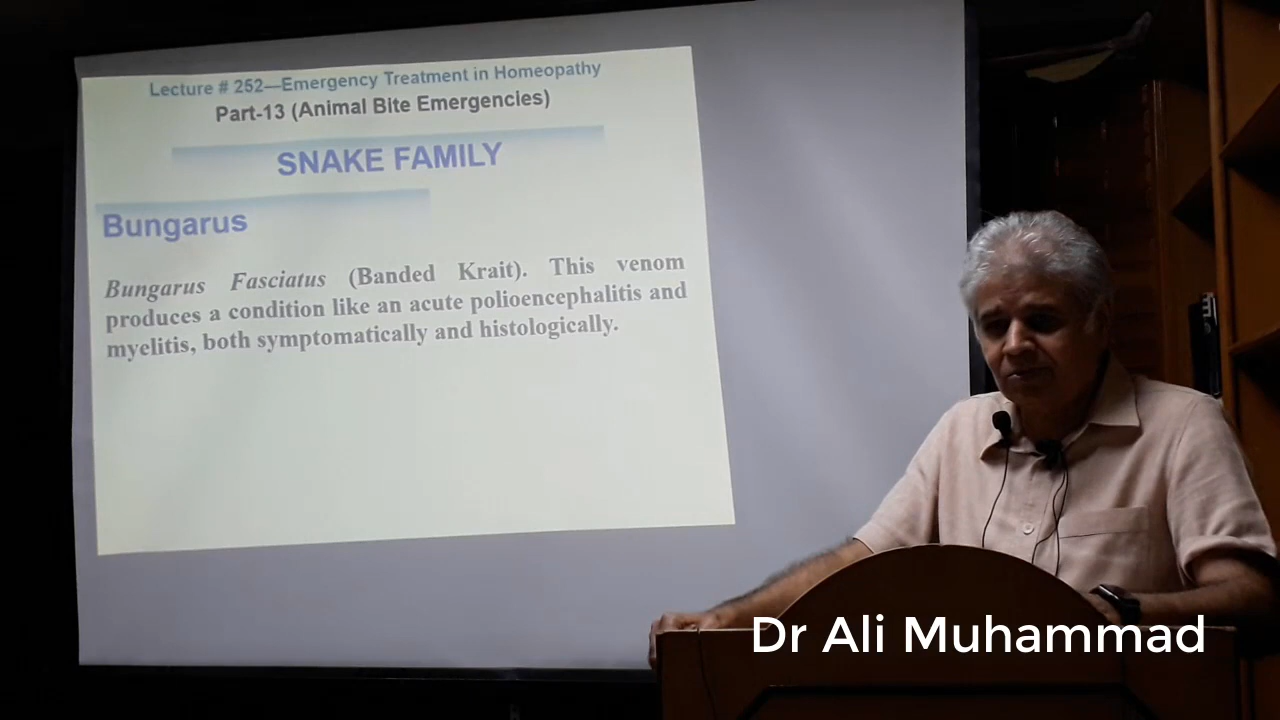 Lecture # 252—Emergency Treatment in Homeopathy
Part-13 (Animal Bite Emergencies)
SNAKE FAMILY
Bungarus
Bungarus Fasciatus (Banded Krait). This venom
produces a condition like an acute polioencephalitis and
myelitis, both symptomatically and histologically.
Dr Ali Muhammad